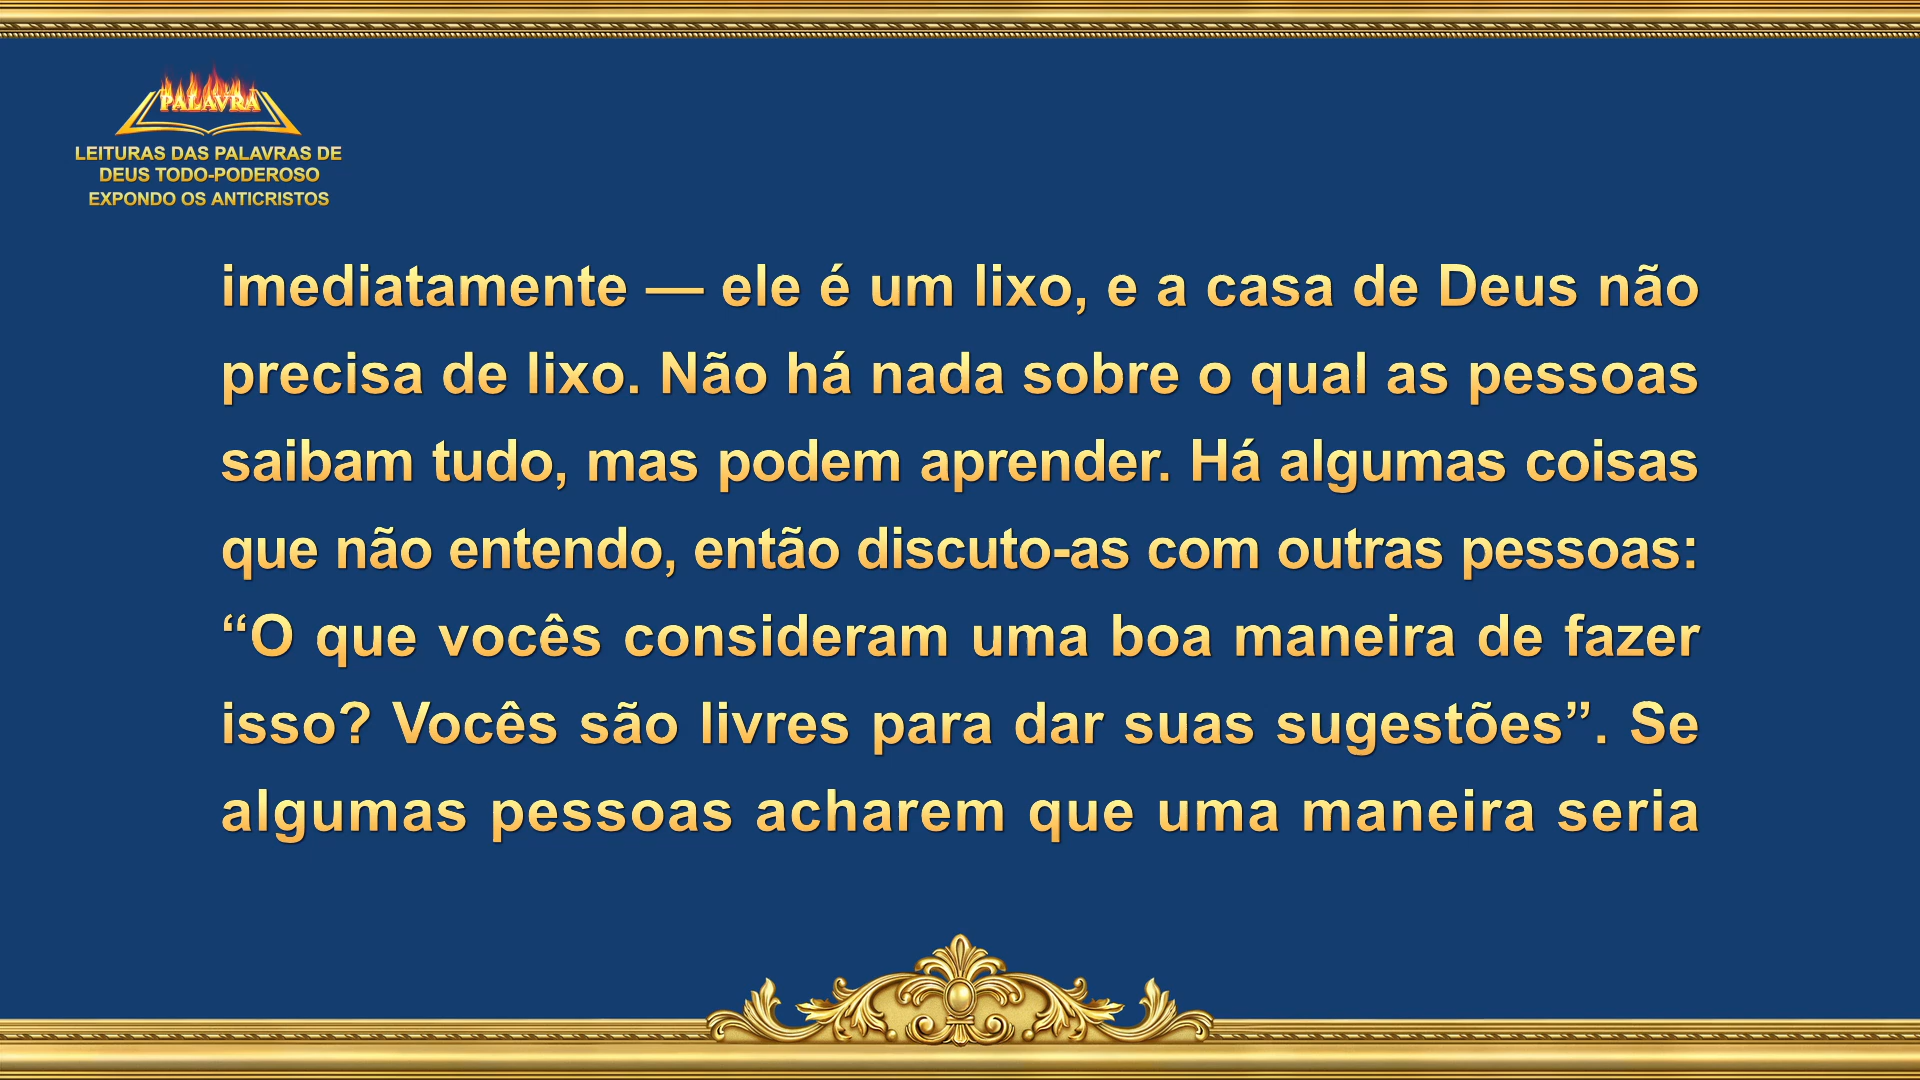 PALAVRA
LEITURAS DAS PALAVRAS DE
DEUS TODO-PODEROSO
EXPONDO OS ANTICRISTOS
imediatamente — ele é um lixo, e a casa de Deus não
precisa de lixo. Não há nada sobre o qual as pessoas
saibam tudo, mas podem aprender. Há algumas coisas
que não entendo, então discuto-as com outras pessoas:
“O que vocês consideram uma boa maneira de fazer
isso? Vocês são livres para dar suas sugestões”. Se
algumas pessoas acharem que uma maneira seria